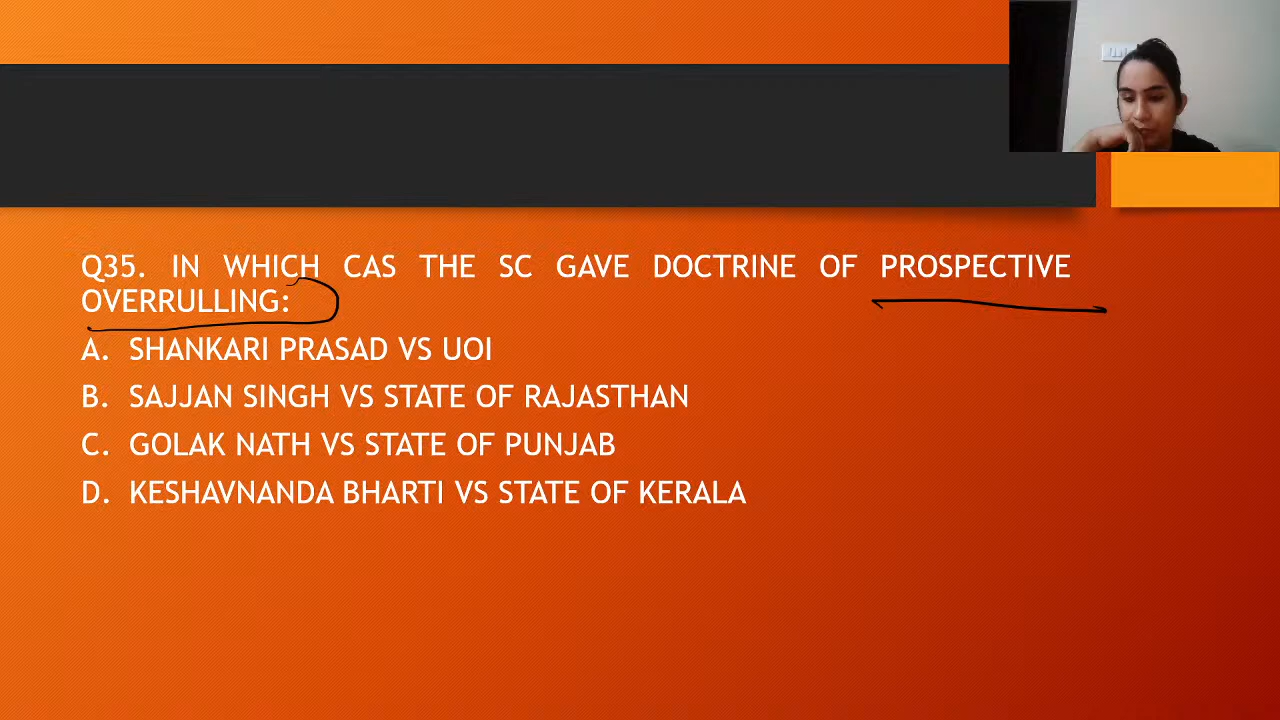 Q35. IN WHICH CAS THE SC GAVE DOCTRINE OF PROSPECTIVE
OVERRULLING:
A. SHANKARI PRASAD VS UOI
B. SAJJAN SINGH VS STATE OF RAJASTHAN
C. GOLAK NATH VS STATE OF PUNJAB
D. KESHAVNANDA BHARTI VS STATE OF KERALA